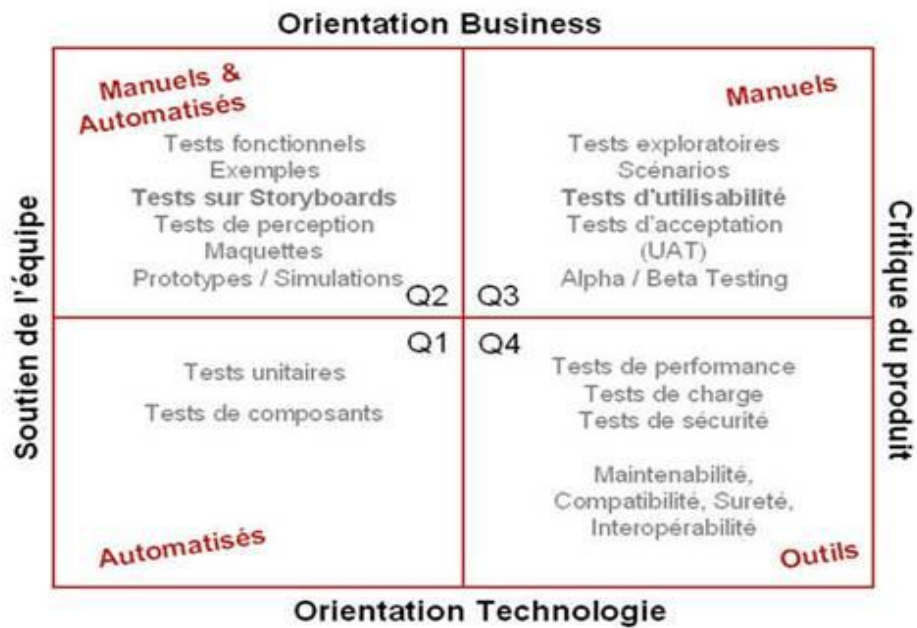 Orientation Business
Soutien de l'équipe
Manuels &
Automatisés
Tests fonctionnels
Exemples
Tests sur Storyboards
Tests de perception
Maquettes
Prototypes / Simulations
Q2
Manuels
Tests exploratoires
Scénarios
Tests d'utilisabilité
Tests d'acceptation
(UAT)
Alpha / Beta Testing
Q3
Critique du produit
Q1
Tests unitaires
Tests de composants
Automatisés
Q4
Tests de performance
Tests de charge
Tests de sécurité
Maintenabilité,
Compatibilité, Sureté,
Interopérabilité
Outils
Orientation Technologie